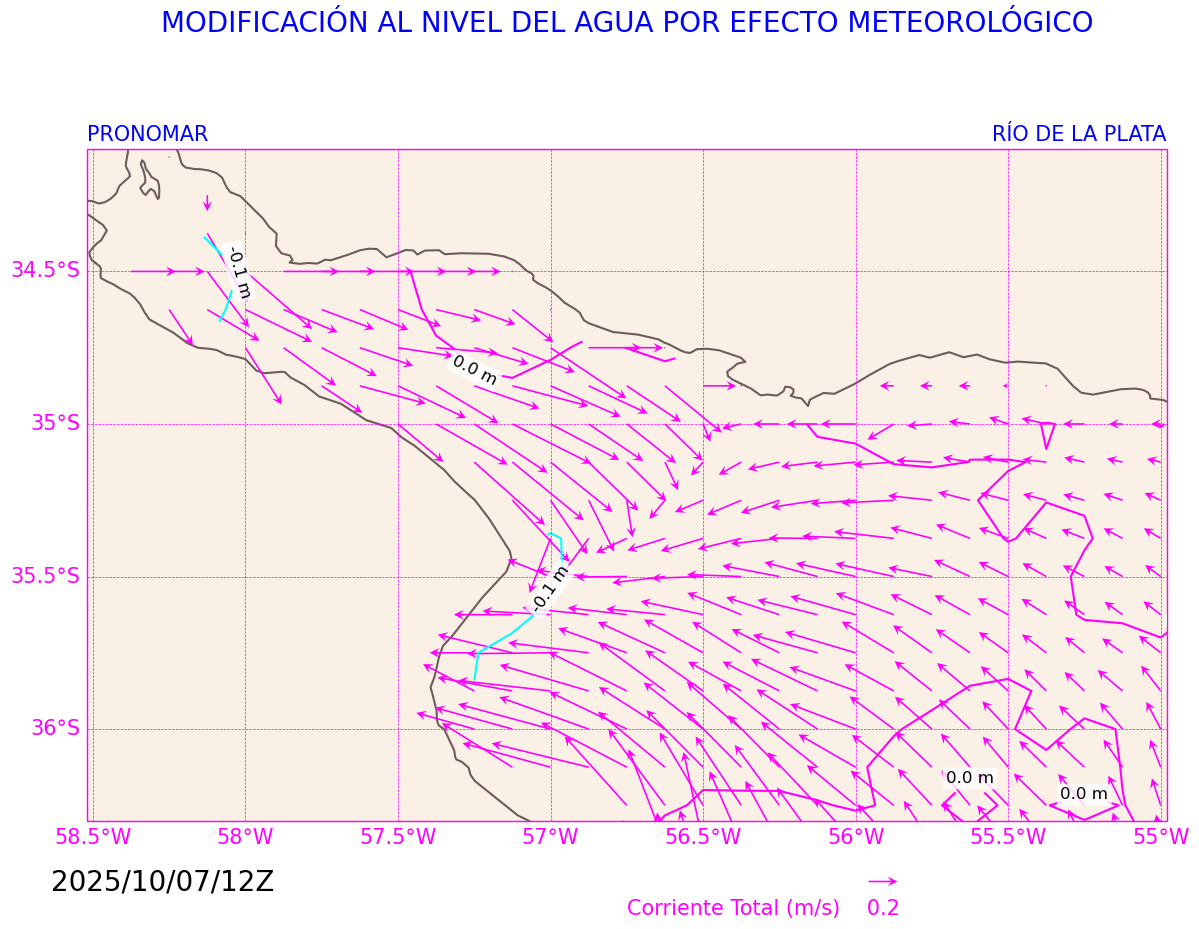 MODIFICACIÓN AL NIVEL DEL AGUA POR EFECTO METEOROLÓGICO
PRONOMAR
RÍO DE LA PLATA
-0.1 m
34.5°S
0.0 m
35°S
35.5°S
-0.1 m
36°S
0.0 m
0.0 m
58.5°W 58°W 57.5°W 57°W 56.5°W 56°W 55.5°W 55°W
2025/10/07/12Z
Corriente Total (m/s) 0.2